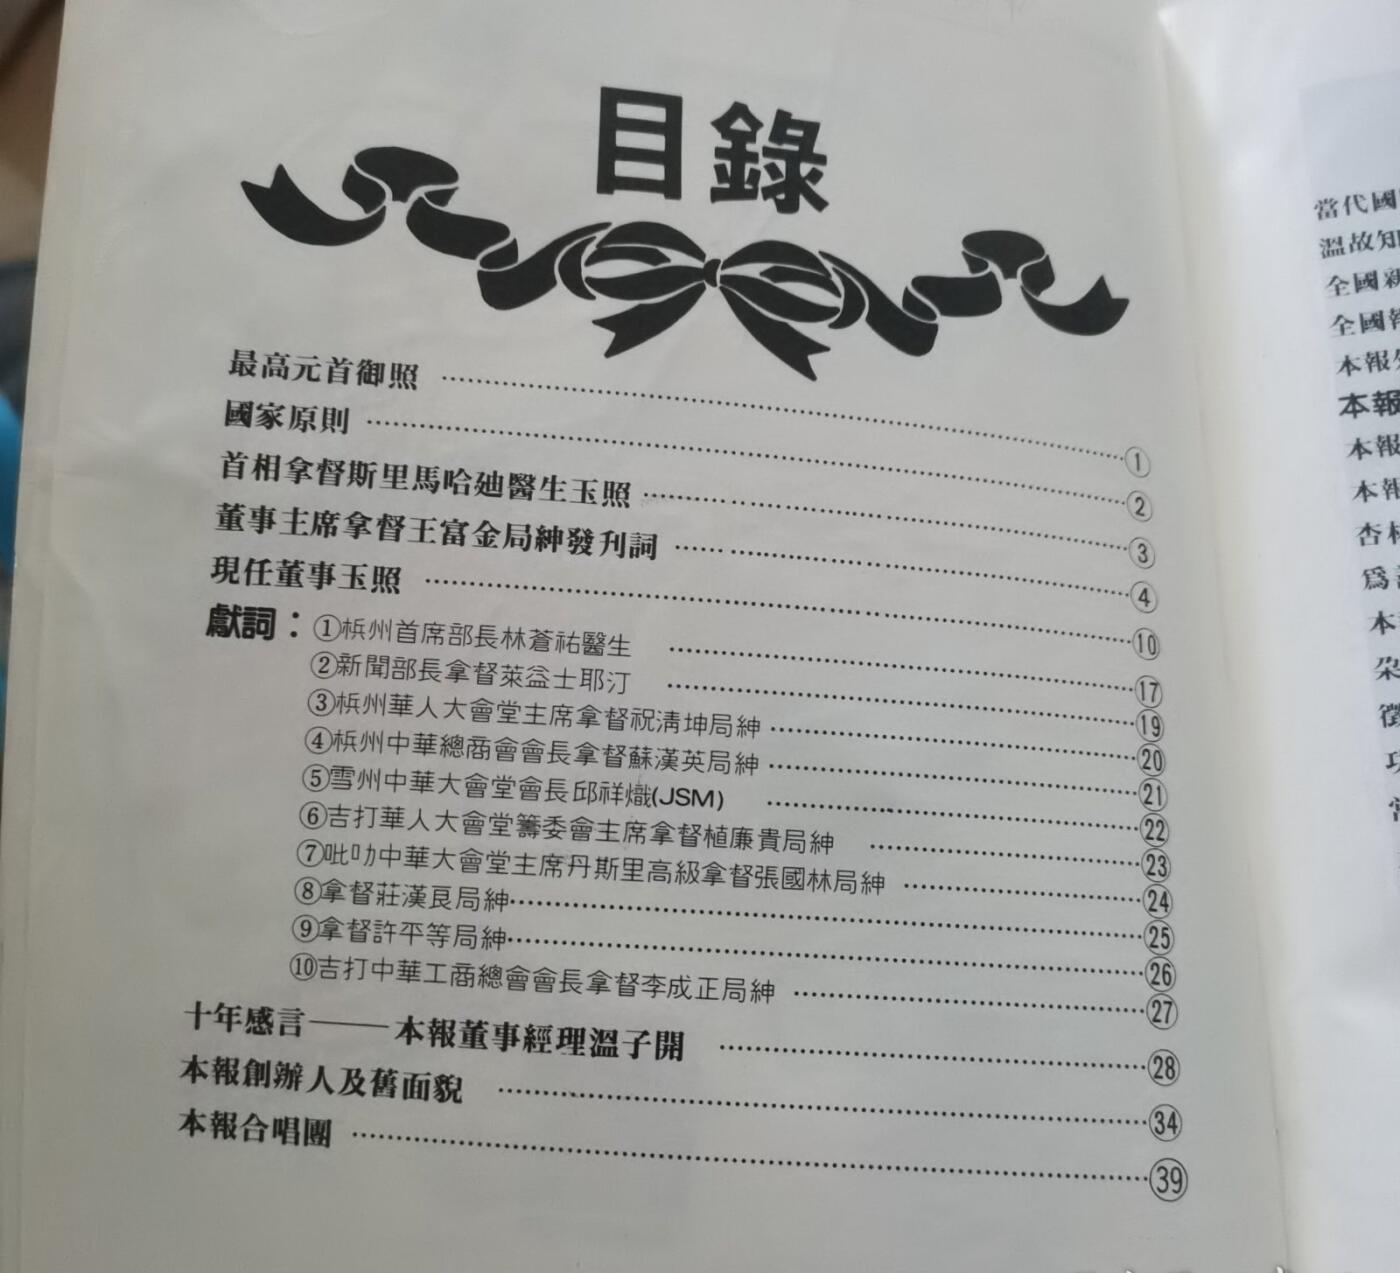 目錄
最高元首御照 ①
國家原則 ②
首相拿督斯里馬哈廸醫生玉照 ③
董事主席拿督王富金局紳發刊詞 ④
現任董事玉照 ⑩
獻詞：①梹州首席部長林蒼祐醫生 ⑰
②新聞部長拿督萊益士耶汀 ⑲
③梹州華人大會堂主席拿督祝清坤局紳 ⑳
④梹州中華總商會會長拿督蘇漢英局紳 ㉑
⑤雪州中華大會堂會長邱祥熾(JSM) ㉒
⑥吉打華人大會堂籌委會主席拿督植廉貴局紳 ㉓
⑦吡叻中華大會堂主席丹斯里高級拿督張國林局紳 ㉔
⑧拿督莊漢良局紳 ㉕
⑨拿督許平等局紳 ㉖
⑩吉打中華工商總會會長拿督李成正局紳 ㉗
十年感言——本報董事經理溫子開 ㉘
本報創辦人及舊面貌 ㉞
本報合唱團 ㊴
當代國
溫故知
全國新
全國報
本報
本報
本報
本報